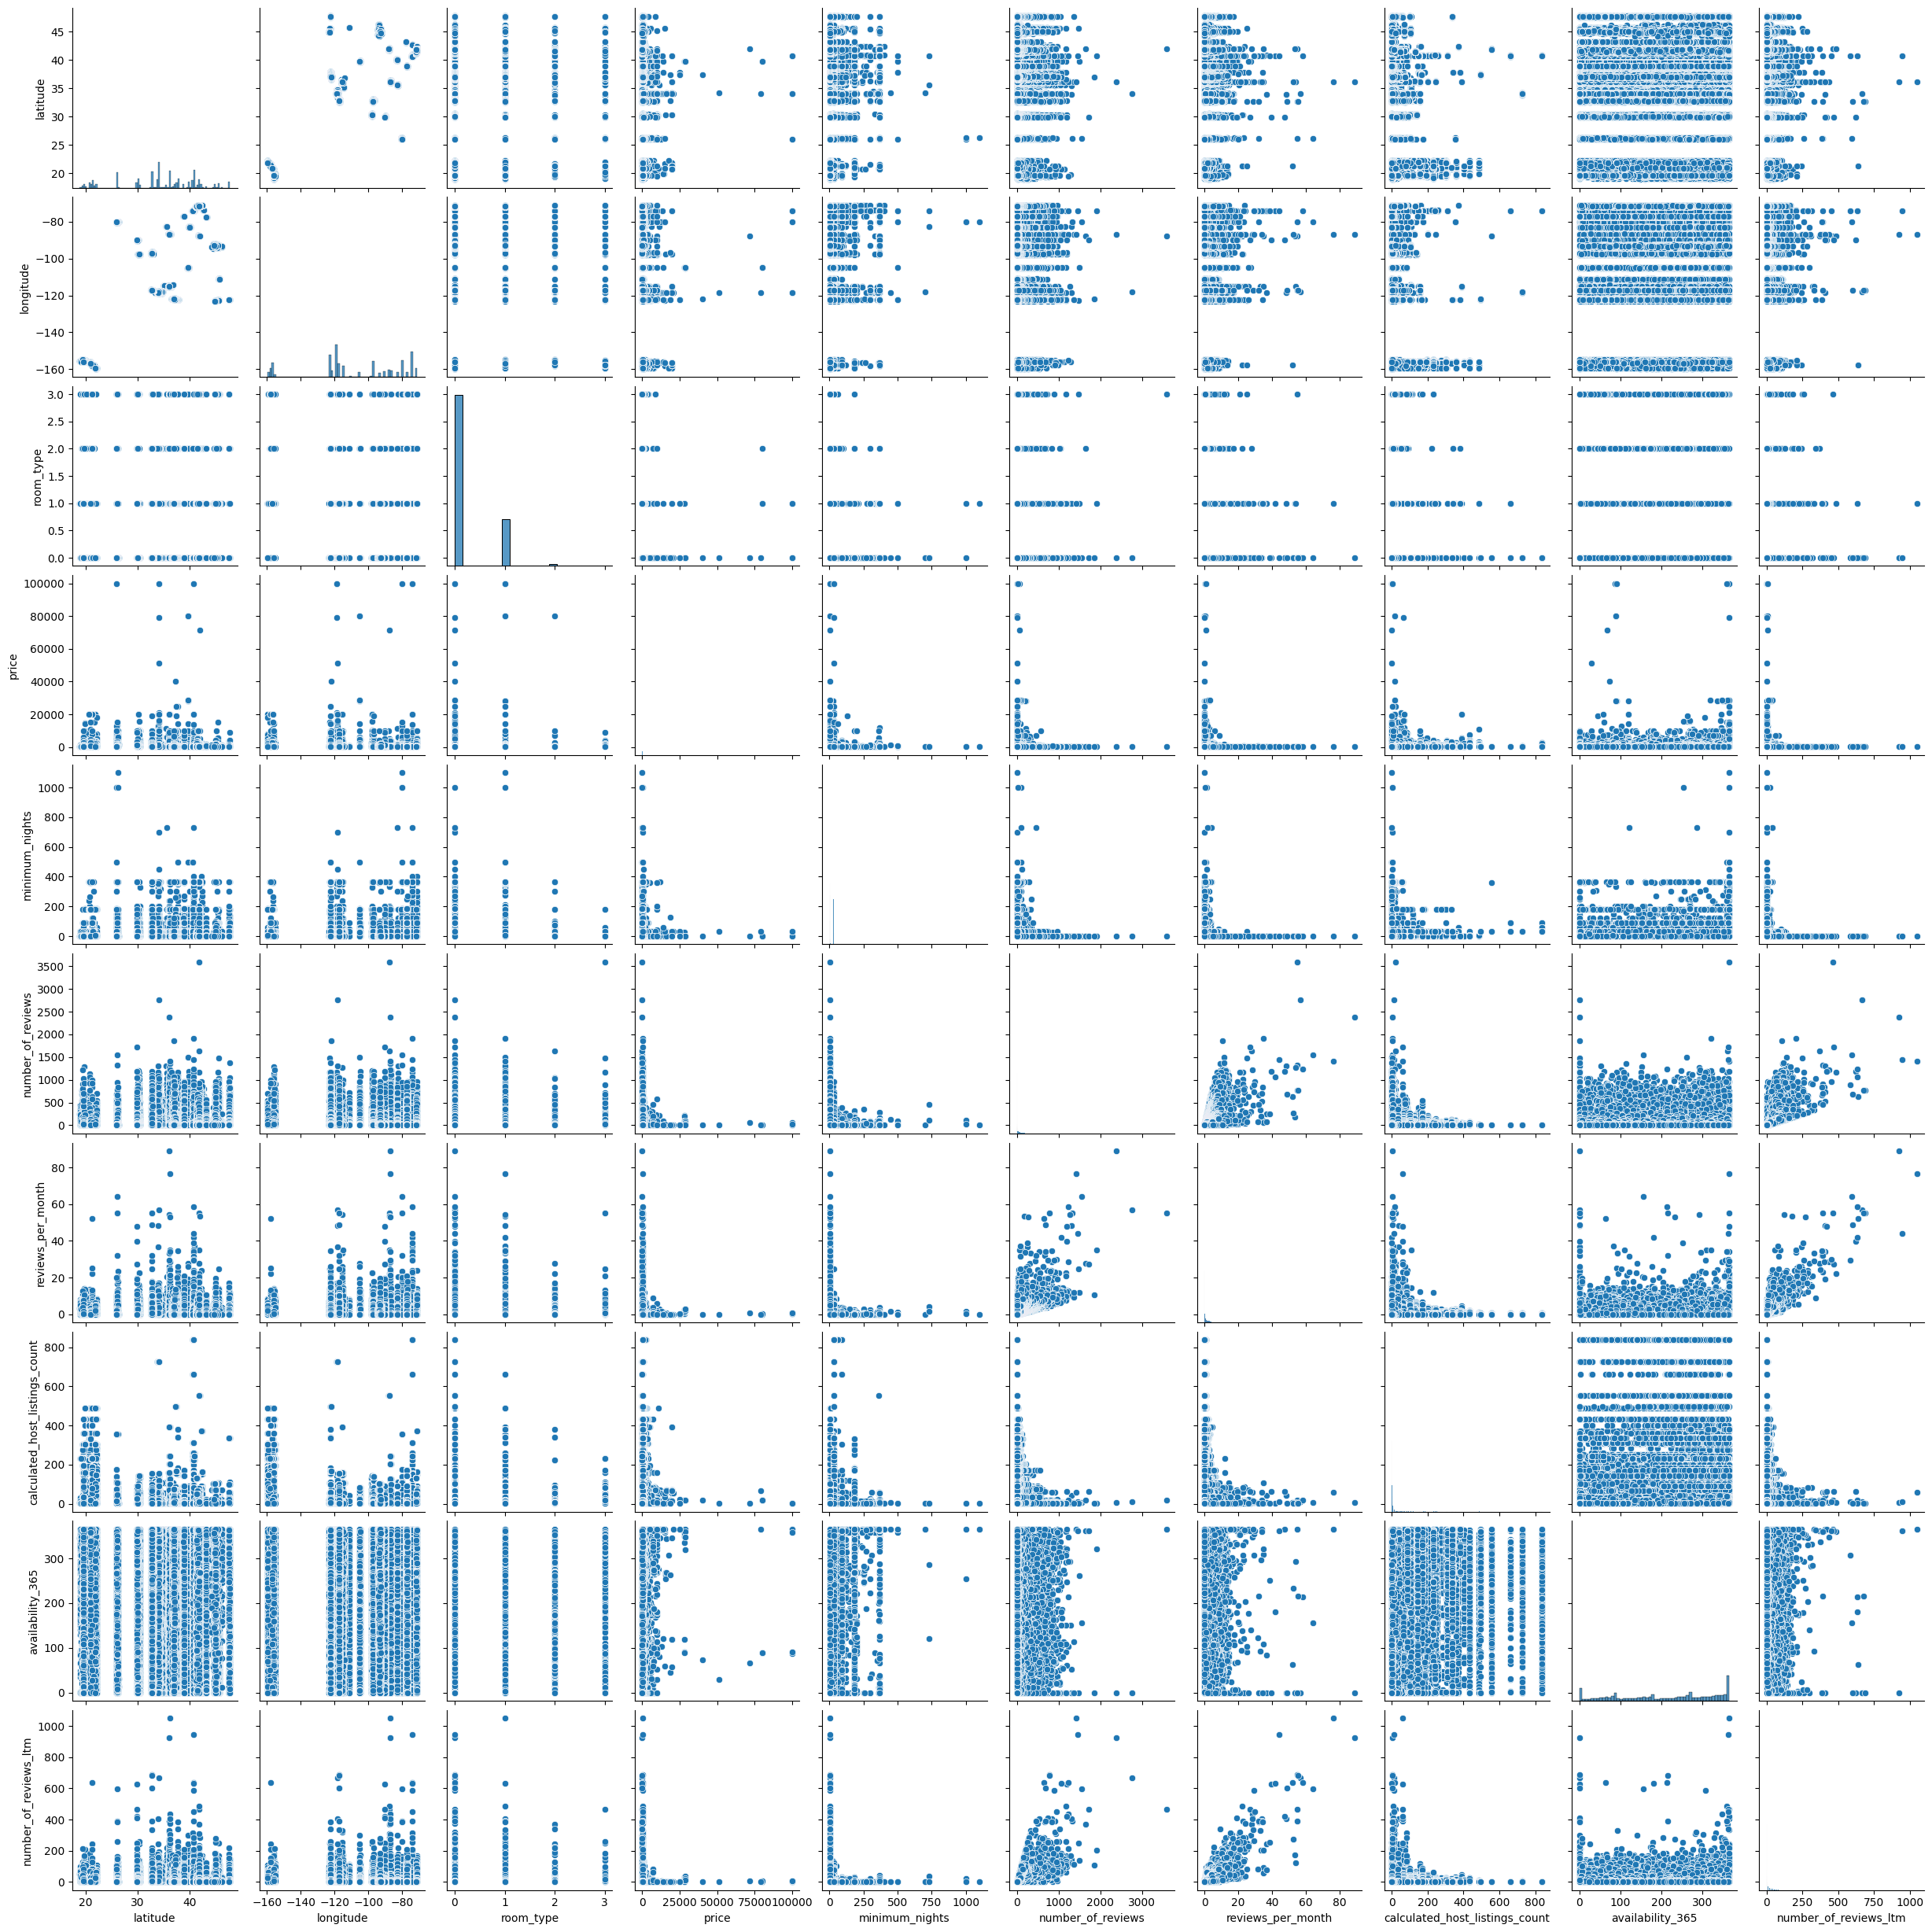 45
40
35
30
25
20
latitude
−80
−100
−120
−140
−160
longitude
3.0
2.5
2.0
1.5
1.0
0.5
0.0
room_type
100000
80000
60000
40000
20000
0
price
1000
800
600
400
200
0
minimum_nights
3500
3000
2500
2000
1500
1000
500
0
number_of_reviews
80
60
40
20
0
reviews_per_month
800
600
400
200
0
calculated_host_listings_count
300
200
100
0
availability_365
1000
800
600
400
200
0
number_of_reviews_ltm
20 30 40
−160 −140 −120 −100 −80
0 1 2 3
0 25000 50000 75000 100000
0 250 500 750 1000
0 1000 2000 3000
0 20 40 60 80
0 200 400 600 800
0 100 200 300
0 250 500 750 1000
latitude longitude room_type price minimum_nights number_of_reviews reviews_per_month calculated_host_listings_count availability_365 number_of_reviews_ltm